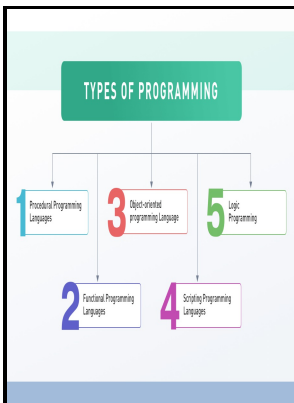 TYPES OF PROGRAMMING
1
Procedural Programming
Languages
2
Functional Programming
Languages
3
Object-oriented
programming Language
4
Scripting Programming
Languages
5
Logic
Programming